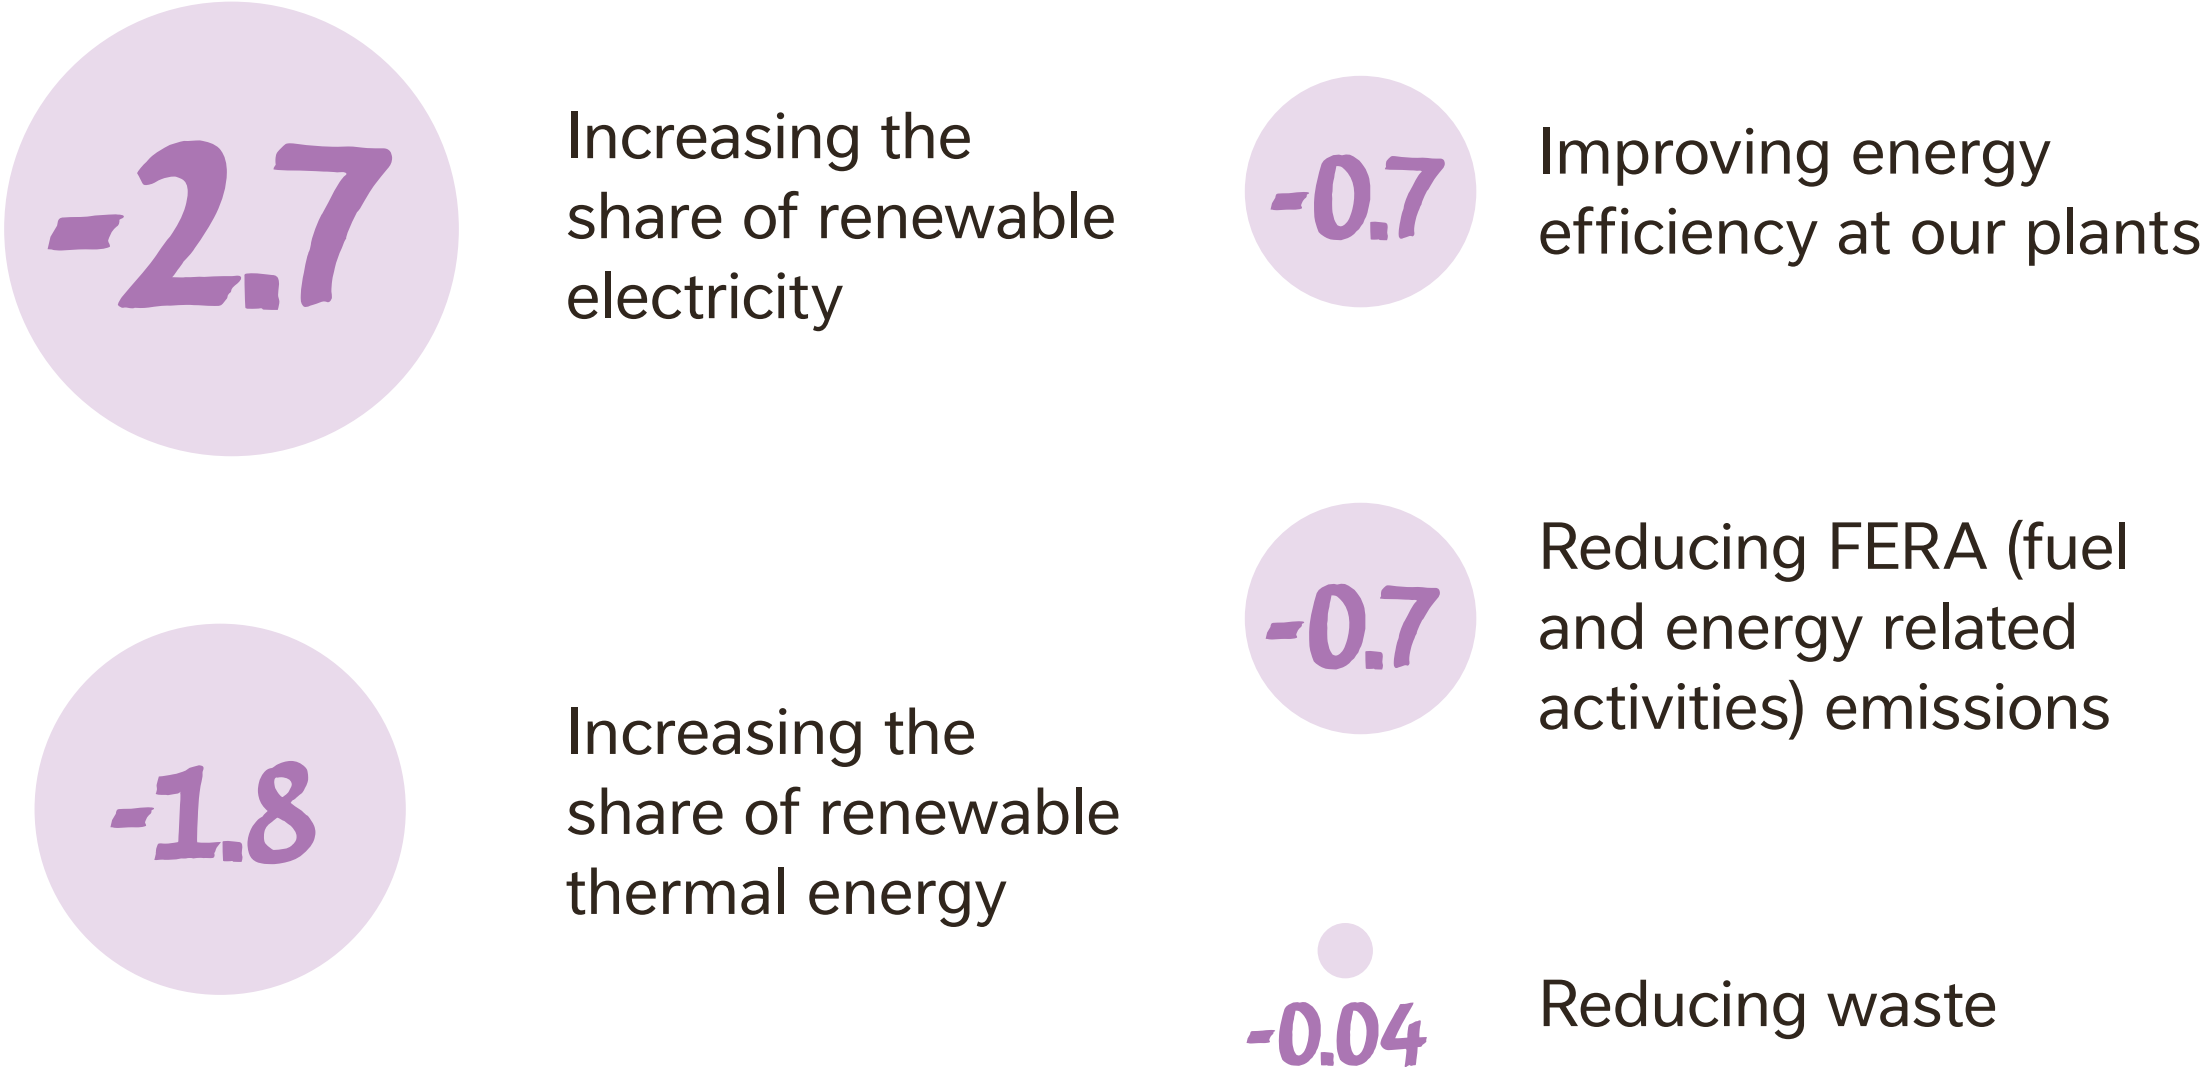 -2.7
Increasing the
share of renewable
electricity
-1.8
Increasing the
share of renewable
thermal energy
-0.7
Improving energy
efficiency at our plants
-0.7
Reducing FERA (fuel
and energy related
activities) emissions
-0.04
Reducing waste